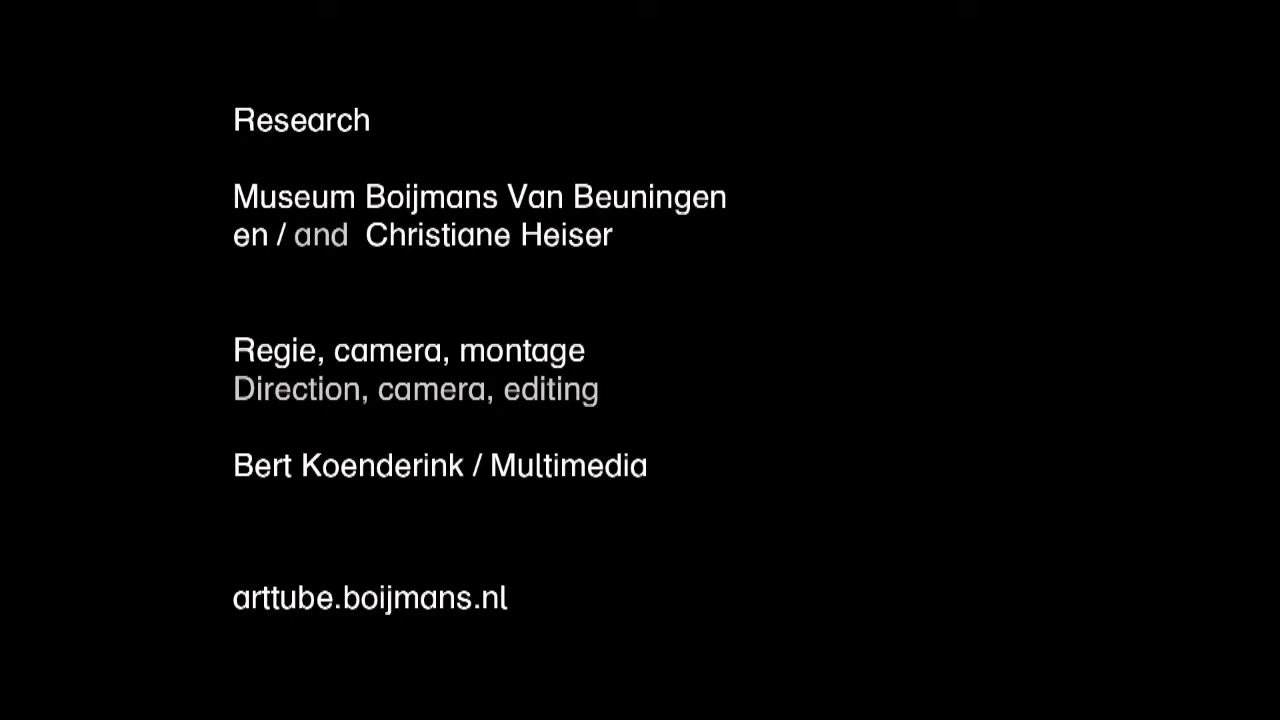 Research
Museum Boijmans Van Beuningen
en / and Christiane Heiser
Regie, camera, montage
Direction, camera, editing
Bert Koenderink / Multimedia
arttube.boijmans.nl